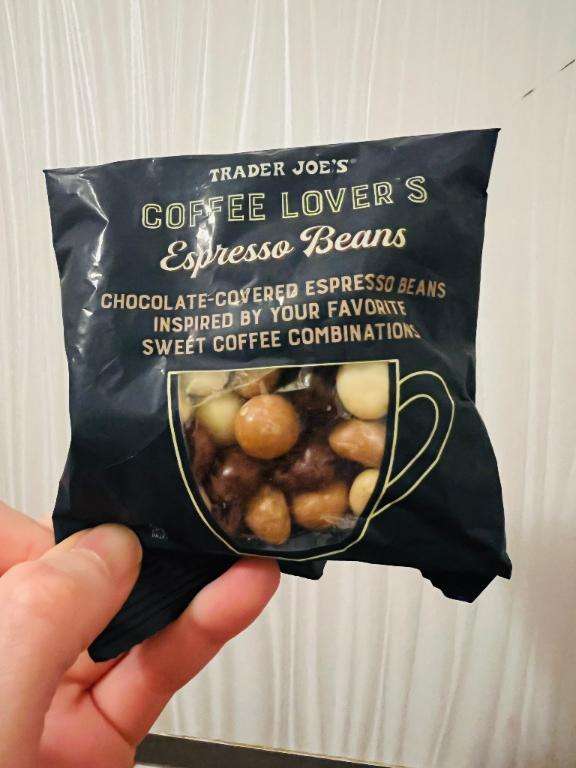 TRADER JOE'S
COFFEE LOVER'S
Espresso Beans
CHOCOLATE-COVERED ESPRESSO BEANS
INSPIRED BY YOUR FAVORITE
SWEET COFFEE COMBINATIONS